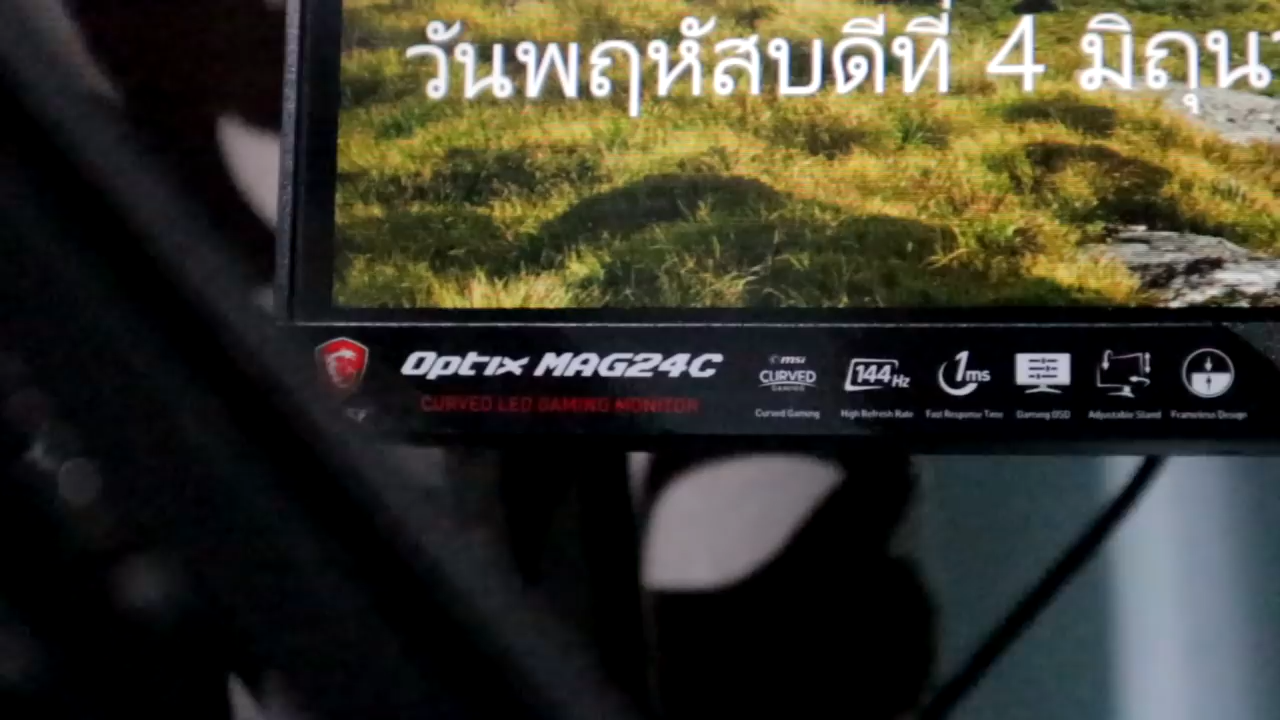 วันพฤหัสบดีที่ 4 มิถุน
Optix MAG24C
CURVED LED GAMING MONITOR
msi
CURVED
GAMING
144Hz
1ms
Curved Gaming
High Refresh Rate
Fast Response Time
Gaming OSD
Adjustable Stand
Frameless Design